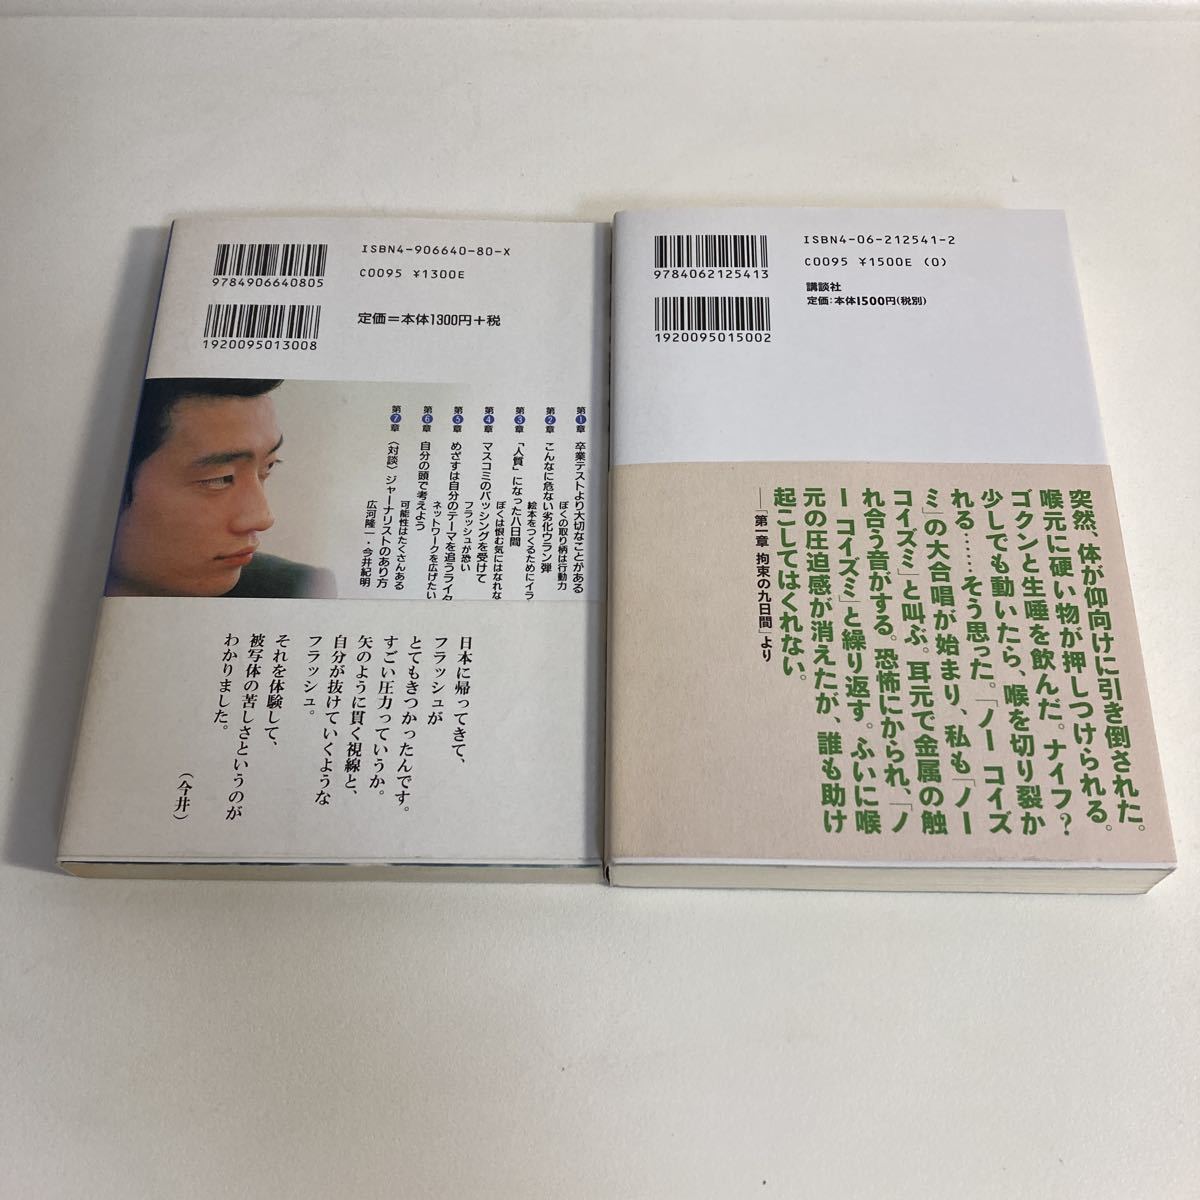 ISBN4-906640-80-X
C0095 ¥1300E
9784906640805
定価=本体1300円+税
1920095013008
第1章 卒業テストより大切なことがある
ぼくの取り柄は行動力
第2章 こんなに危ない劣化ウラン弾
絵本をつくるためにイラ
第3章 「人質」になった八日間
ぼくは恨む気にはなれな
第4章 マスコミのバッシングを受けて
フラッシュが恐い
第5章 めざすは自分のテーマを追うライタ
ネットワークを広げたい
第6章 自分の頭で考えよう
可能性はたくさんある
第7章 〈対談〉ジャーナリストのあり方
広河隆一・今井紀明
日本に帰ってきて、
フラッシュが
とてもきつかったんです。
すごい圧力っていうか。
矢のように貫く視線と、
自分が抜けていくような
フラッシュ。
それを体験して、
被写体の苦しさというのが
わかりました。
(今井)
ISBN4-06-212541-2
C0095 ¥1500E (0)
9784062125413
講談社
定価:本体1500円(税別)
1920095015002
突然、体が仰向けに引き倒された。
喉元に硬い物が押しつけられる。
ゴクンと生唾を飲んだ。ナイフ?
少しでも動いたら、喉を切り裂か
れる……そう思った。「ノー コイズ
ミ」の大合唱が始まり、私も「ノー
コイズミ」と叫ぶ。耳元で金属の触
れ合う音がする。恐怖にかられ、「ノ
ー コイズミ」と繰り返す。ふいに喉
元の圧迫感が消えたが、誰も助け
起こしてはくれない。
──「第一章 拘束の九日間」より